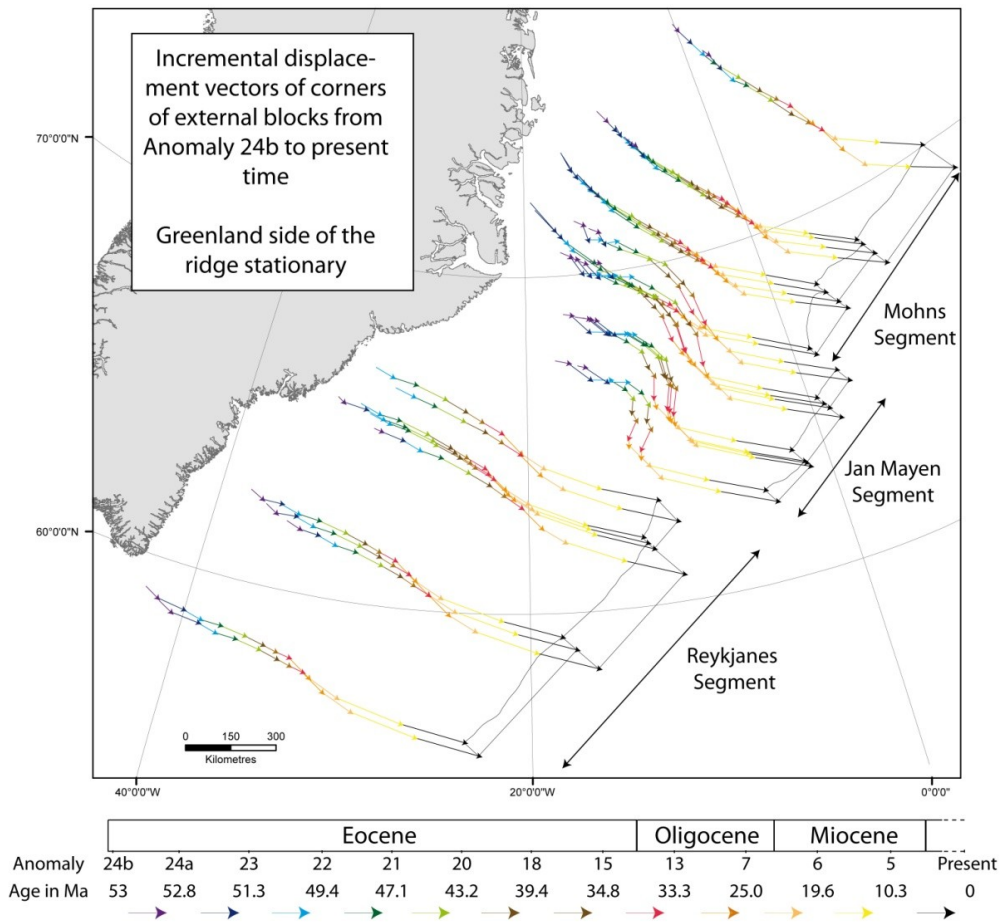 Incremental displace-
ment vectors of corners
of external blocks from
Anomaly 24b to present
time
Greenland side of the
ridge stationary
70°0'0"N
60°0'0"N
Mohns
Segment
Jan Mayen
Segment
Reykjanes
Segment
0 150 300
Kilometres
40°0'0"W 20°0'0"W 0°0'0"
Eocene Oligocene Miocene
Anomaly 24b 24a 23 22 21 20 18 15 13 7 6 5 Present
Age in Ma 53 52.8 51.3 49.4 47.1 43.2 39.4 34.8 33.3 25.0 19.6 10.3 0